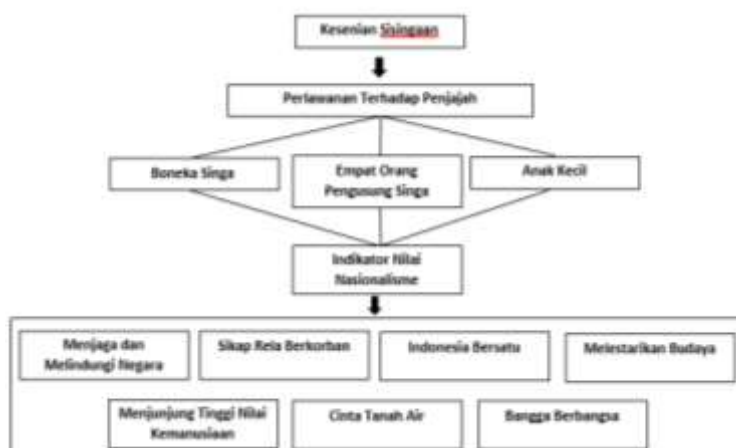 Kesenian Sisingaan
Perlawanan Terhadap Penjajah
Boneka Singa
Empat Orang
Pengusung Singa
Anak Kecil
Indikator Nilai
Nasionalisme
Menjaga dan
Melindungi Negara
Sikap Rela Berkorban
Indonesia Bersatu
Melestarikan Budaya
Menjunjung Tinggi Nilai
Kemanusiaan
Cinta Tanah Air
Bangga Berbangsa